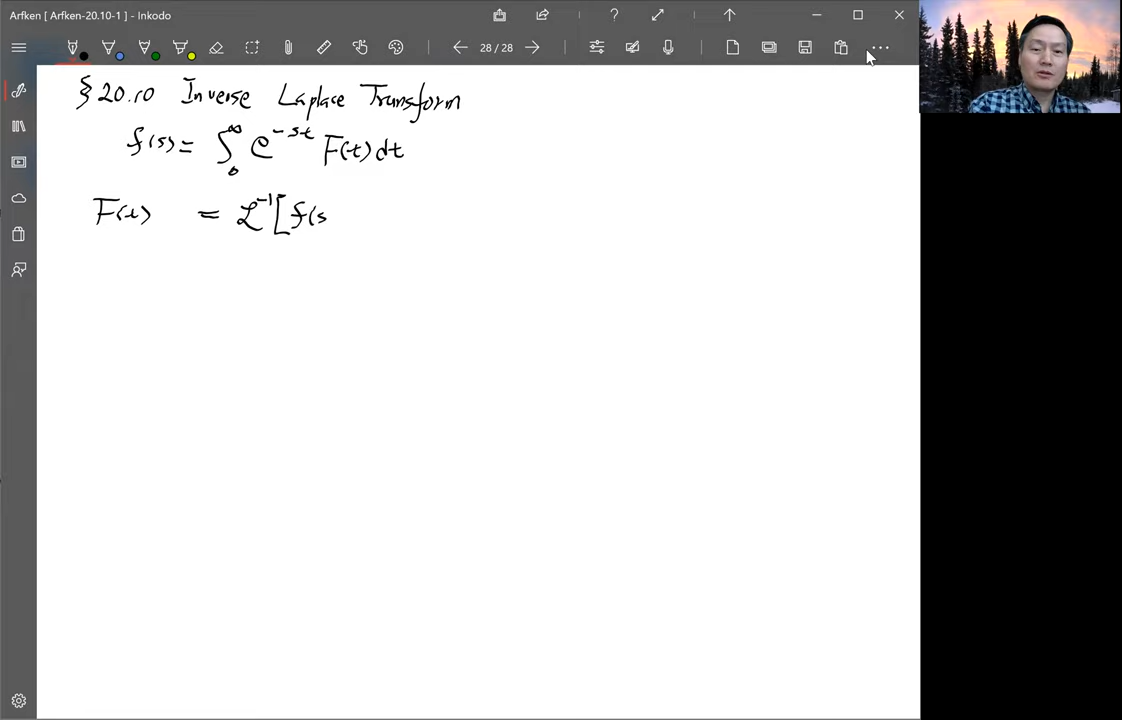 Arfken [ Arfken-20.10-1 ] - Inkodo
28 / 28
§ 20.10 Inverse Laplace Transform
f(s) = ∫₀^∞ e^{-st} F(t) dt
F(t) = ℒ^{-1}[f(s